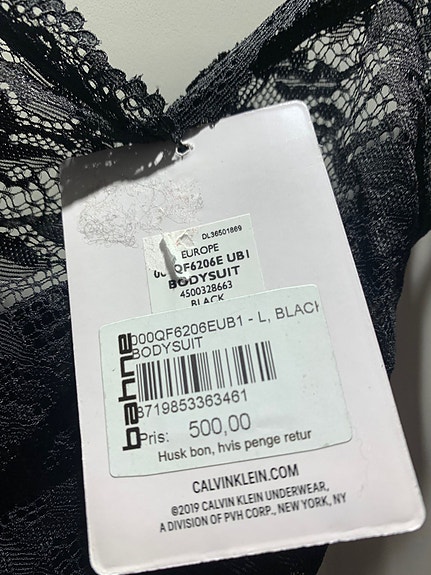 DL36501869
EUROPE
QF6206E UB1
BODYSUIT
4500328663
BLACK
bahne
000QF6206EUB1 - L, BLACK
BODYSUIT
8719853363461
Pris: 500,00
Husk bon, hvis penge retur
CALVINKLEIN.COM
©2019 CALVIN KLEIN UNDERWEAR,
A DIVISION OF PVH CORP., NEW YORK, NY